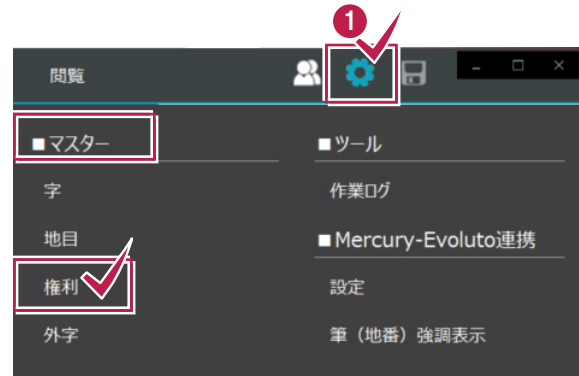 1
閲覧
■マスター
字
地目
権利
外字
■ツール
作業ログ
■Mercury-Evoluto連携
設定
筆（地番）強調表示